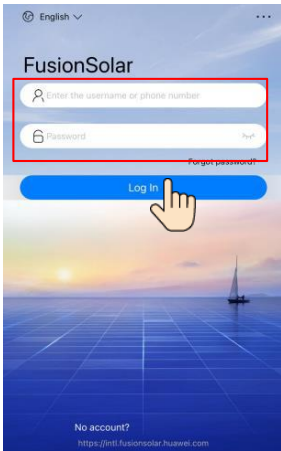 English
FusionSolar
Enter the username or phone number
Password
Forgot password?
Log In
No account?
https://intl.fusionsolar.huawei.com